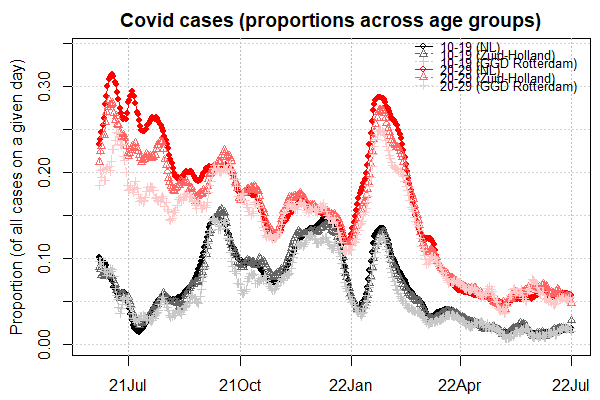 Covid cases (proportions across age groups)
Proportion (of all cases on a given day)
0.30
0.20
0.10
0.00
10-19 (NL)
10-19 (Zuid-Holland)
10-19 (GGD Rotterdam)
20-29 (NL)
20-29 (Zuid-Holland)
20-29 (GGD Rotterdam)
21Jul
21Oct
22Jan
22Apr
22Jul